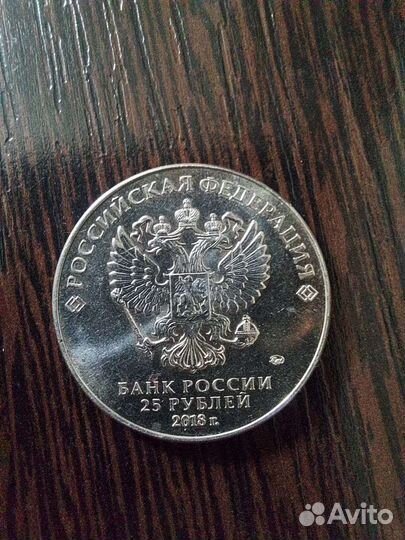 РОССИЙСКАЯ ФЕДЕРАЦИЯ
БАНК РОССИИ
25 РУБЛЕЙ
2018 г.
Avito